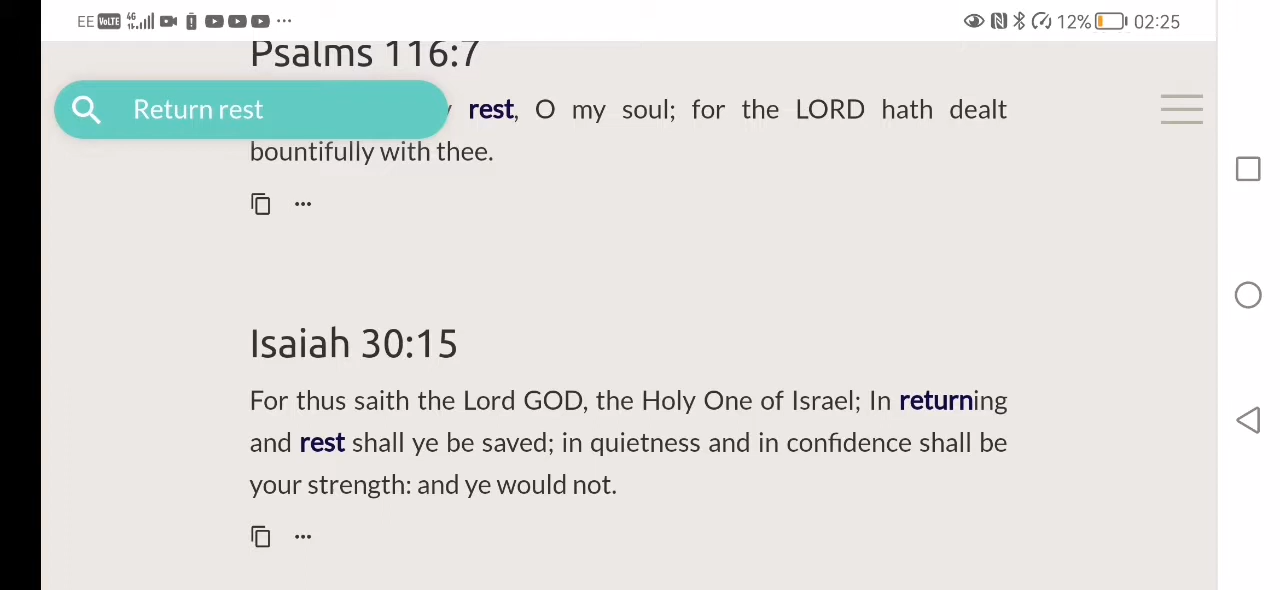 EE VoLTE 4G 12% 02:25
Psalms 116:7
Return rest
rest, O my soul; for the LORD hath dealt
bountifully with thee.
Isaiah 30:15
For thus saith the Lord GOD, the Holy One of Israel; In returning
and rest shall ye be saved; in quietness and in confidence shall be
your strength: and ye would not.